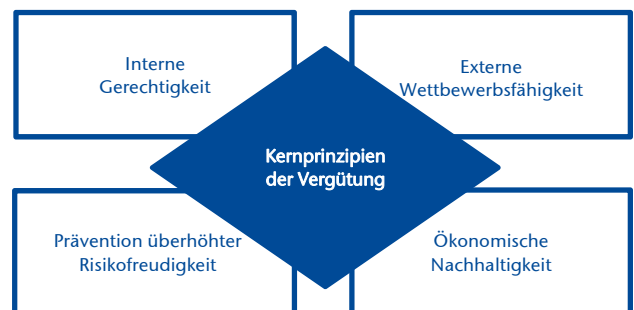 Interne
Gerechtigkeit
Externe
Wettbewerbsfähigkeit
Kernprinzipien
der Vergütung
Prävention überhöhter
Risikofreudigkeit
Ökonomische
Nachhaltigkeit